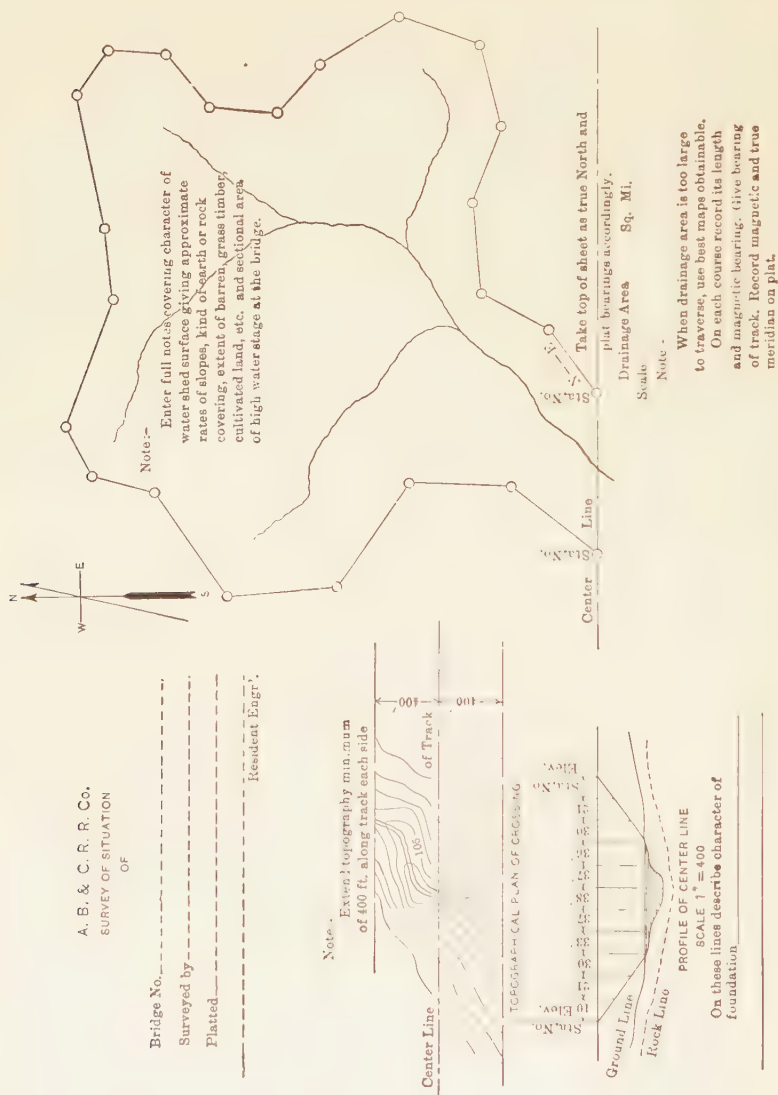 A. B. & C. R. R. Co.
SURVEY OF SITUATION
OF
Bridge No.
Surveyed by
Platted
Resident Engr'.
Note -
Extend topography minimum
of 400 ft. along track each side
Center Line
of Track
400'
400'
105
TOPOGRAPHICAL PLAN OF CROSSING
Sta. No.
Elev.
Sta. No.
Elev.
Ground Line
Rock Line
PROFILE OF CENTER LINE
SCALE 1" = 400
On these lines describe character of
foundation
N
W
E
S
Note:-
Enter full notes covering character of
water shed surface giving approximate
rates of slopes, kind of earth or rock
covering, extent of barren, grass timber,
cultivated land, etc. and sectional area
of high water stage at the bridge.
Center
Line
Sta. No.
Sta. No.
Take top of sheet as true North and
plat bearings accordingly.
Drainage Area Sq. Mi.
Scale
Note -
When drainage area is too large
to traverse, use best maps obtainable.
On each course record its length
and magnetic bearing. Give bearing
of track. Record magnetic and true
meridian on plat.